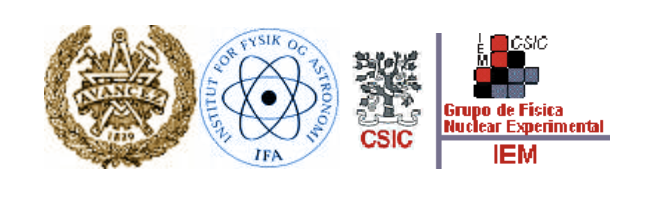 AVANCEZ
1829
INSTITUT FOR FYSIK OG ASTRONOMI
IFA
CSIC
IEM
CSIC
Grupo de Física
Nuclear Experimental
IEM